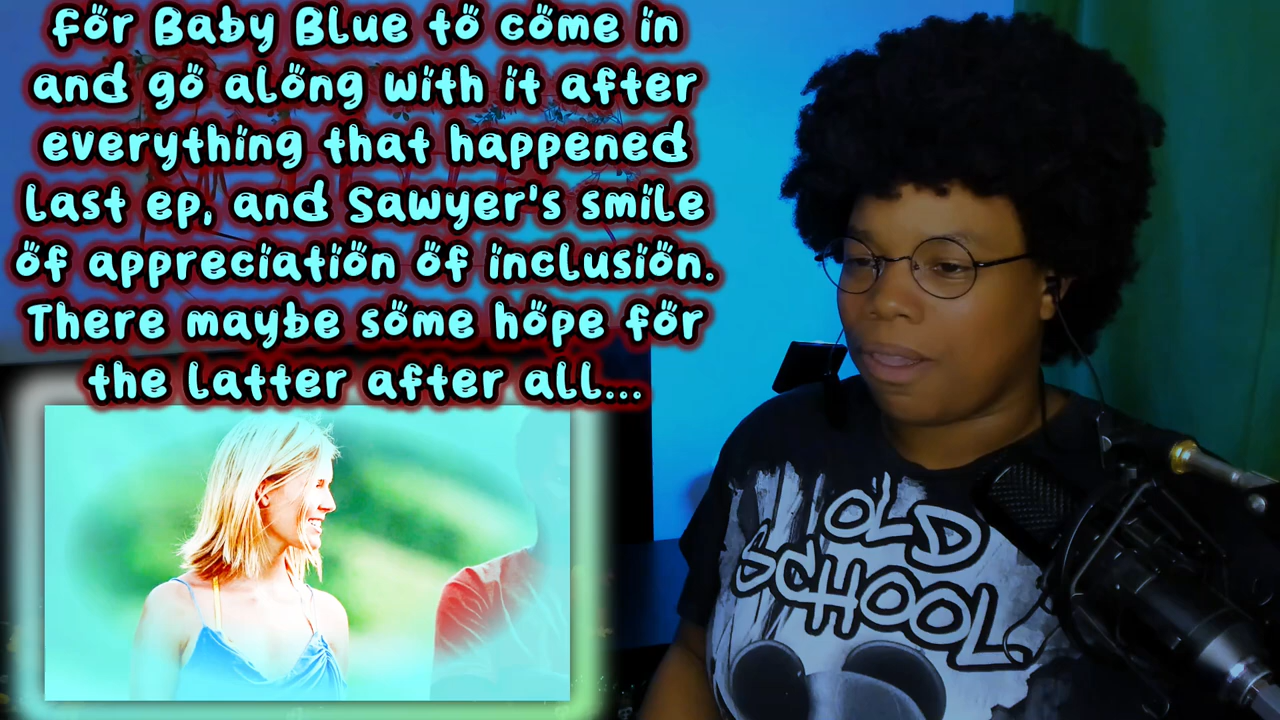 for Baby Blue to come in
and go along with it after
everything that happened
last ep, and Sawyer's smile
of appreciation of inclusion.
There maybe some hope for
the latter after all...
OLD
SCHOOL